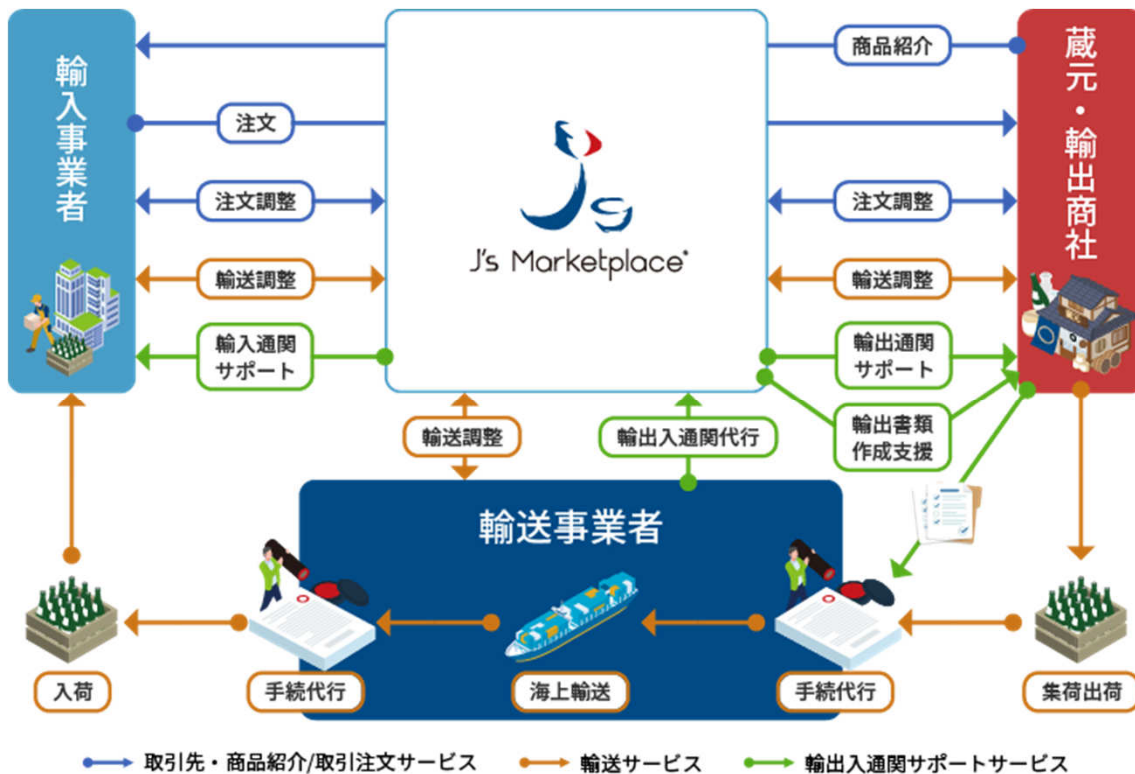 輸入事業者
商品紹介
蔵元・輸出商社
注文
注文調整
注文調整
J's
J's Marketplace®
輸送調整
輸送調整
輸入通関
サポート
輸出通関
サポート
輸送調整
輸出入通関代行
輸出書類
作成支援
輸送事業者
入荷
手続代行
海上輸送
手続代行
集荷出荷
取引先・商品紹介/取引注文サービス
輸送サービス
輸出入通関サポートサービス